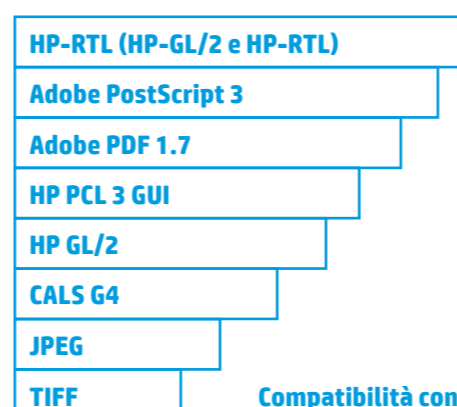 HP-RTL (HP-GL/2 e HP-RTL)
Adobe PostScript 3
Adobe PDF 1.7
HP PCL 3 GUI
HP GL/2
CALS G4
JPEG
TIFF
Compatibilità con